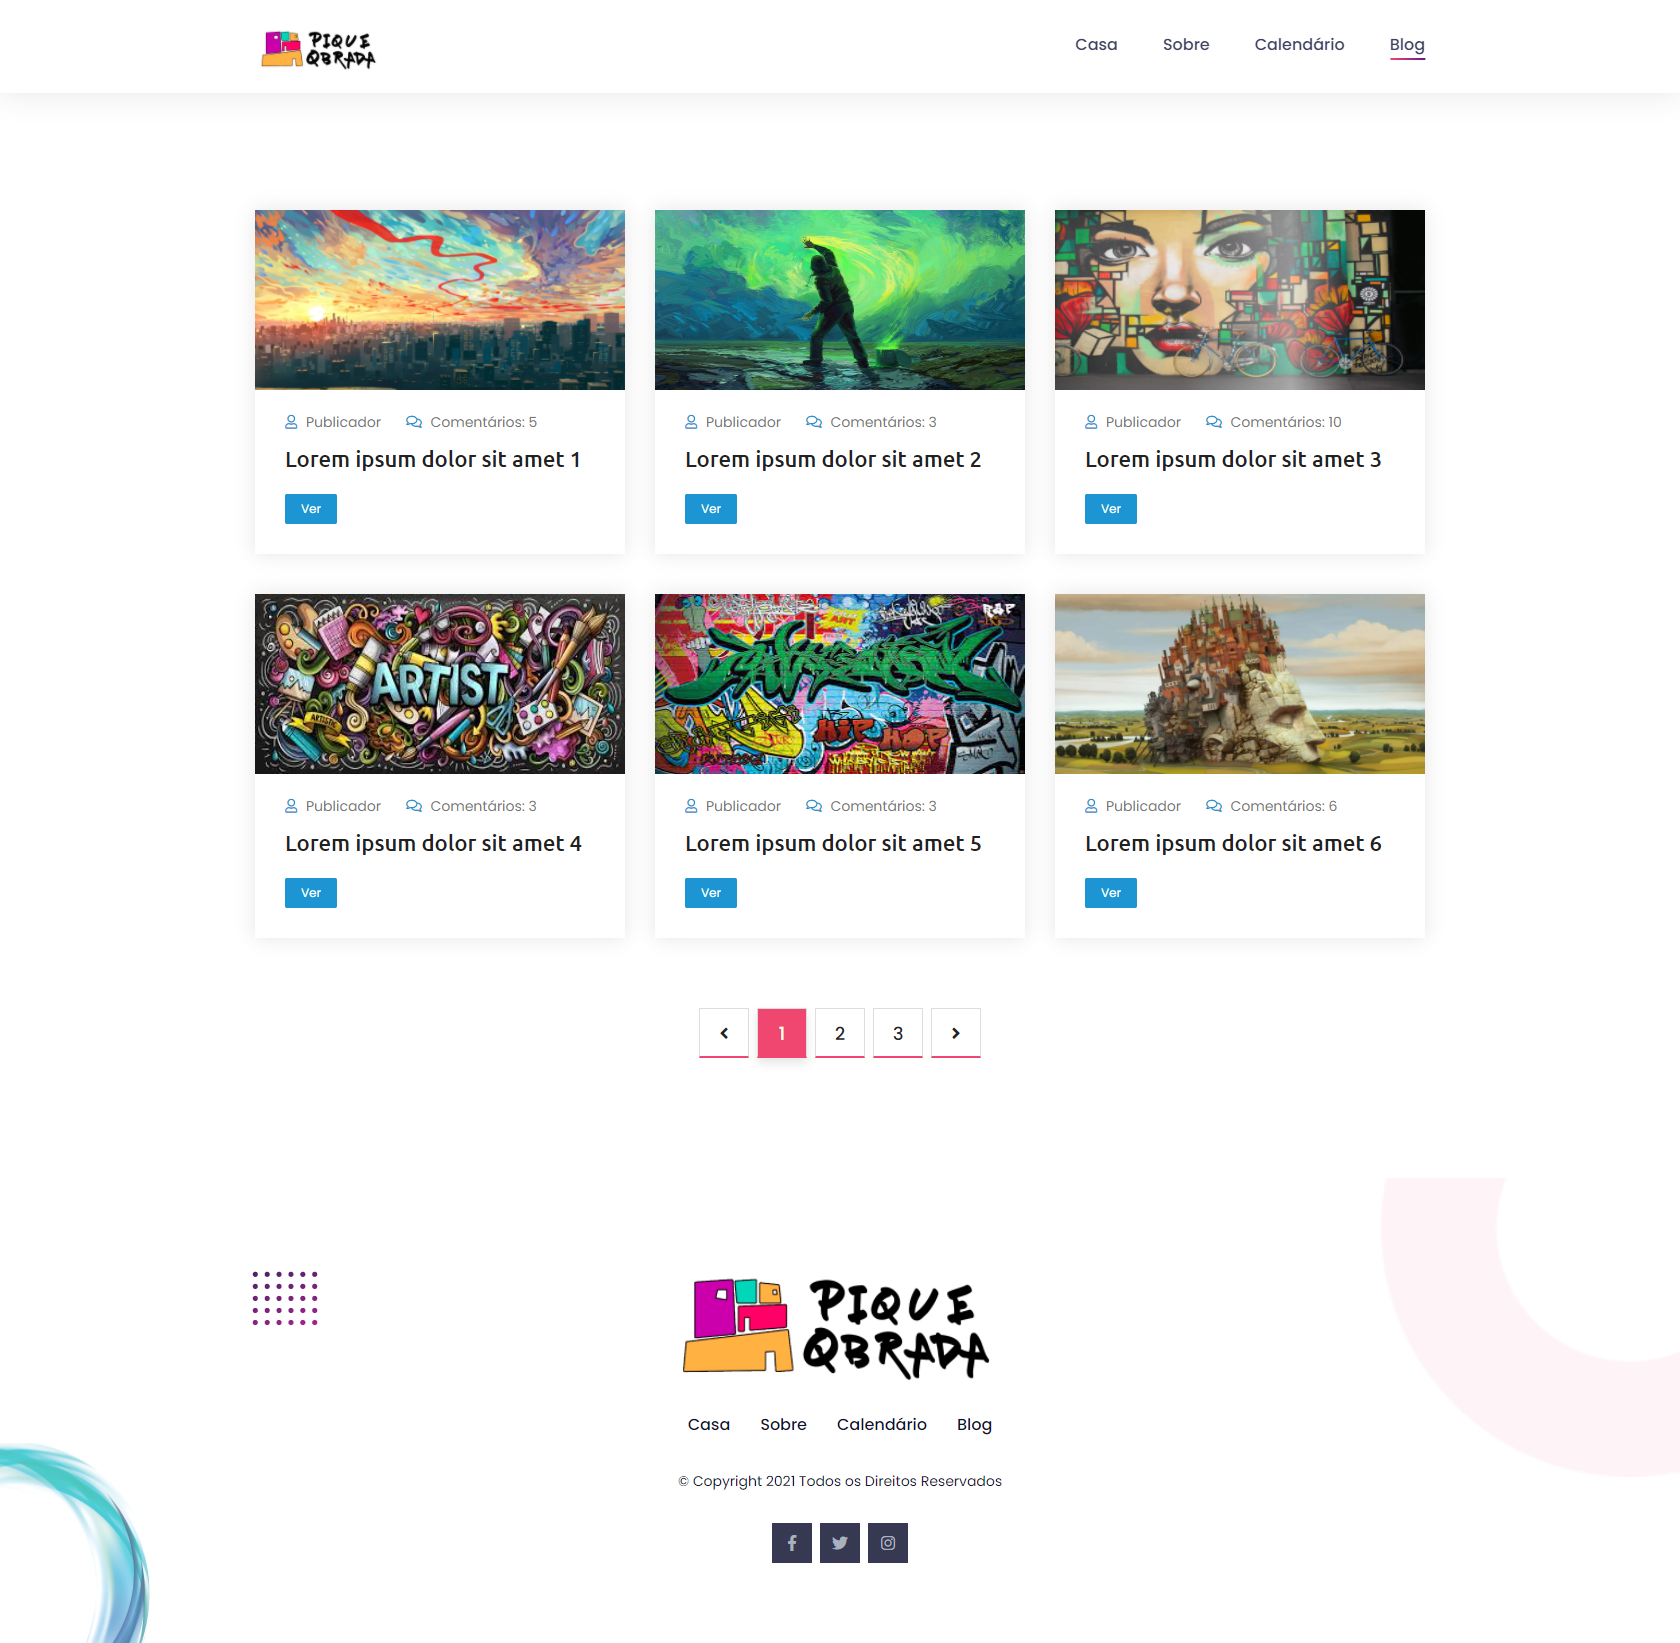 PIQUE
QBRADA
Casa Sobre Calendário Blog
Publicador Comentários: 5
Lorem ipsum dolor sit amet 1
Ver
Publicador Comentários: 3
Lorem ipsum dolor sit amet 2
Ver
Publicador Comentários: 10
Lorem ipsum dolor sit amet 3
Ver
ARTIST
ARTISTIC
Publicador Comentários: 3
Lorem ipsum dolor sit amet 4
Ver
RAP
ART
HIP HOP
Publicador Comentários: 3
Lorem ipsum dolor sit amet 5
Ver
Publicador Comentários: 6
Lorem ipsum dolor sit amet 6
Ver
1 2 3
PIQUE
QBRADA
Casa Sobre Calendário Blog
© Copyright 2021 Todos os Direitos Reservados